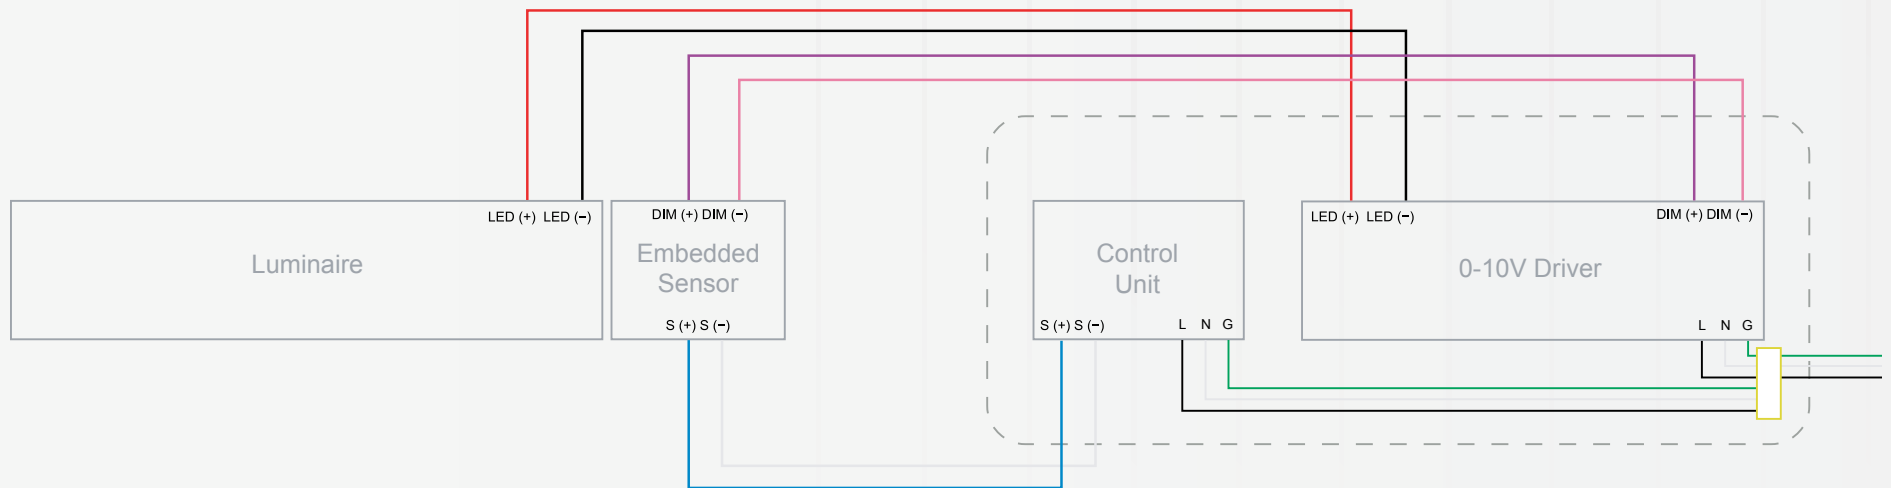 LED (+) LED (−)
Luminaire
DIM (+) DIM (−)
Embedded
Sensor
S (+) S (−)
Control
Unit
S (+) S (−)
L N G
LED (+) LED (−)
DIM (+) DIM (−)
0-10V Driver
L N G